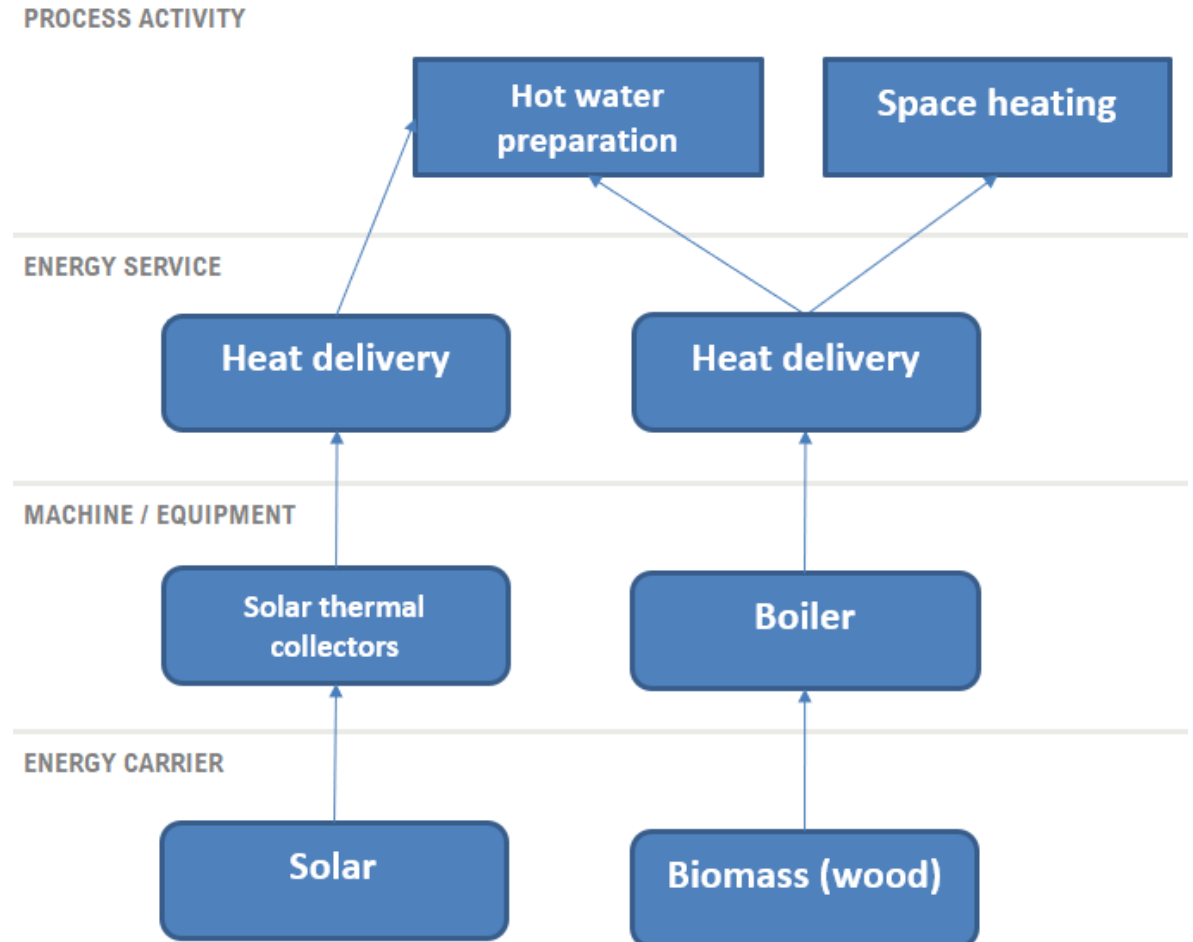 PROCESS ACTIVITY
Hot water
preparation
Space heating
ENERGY SERVICE
Heat delivery
Heat delivery
MACHINE / EQUIPMENT
Solar thermal
collectors
Boiler
ENERGY CARRIER
Solar
Biomass (wood)